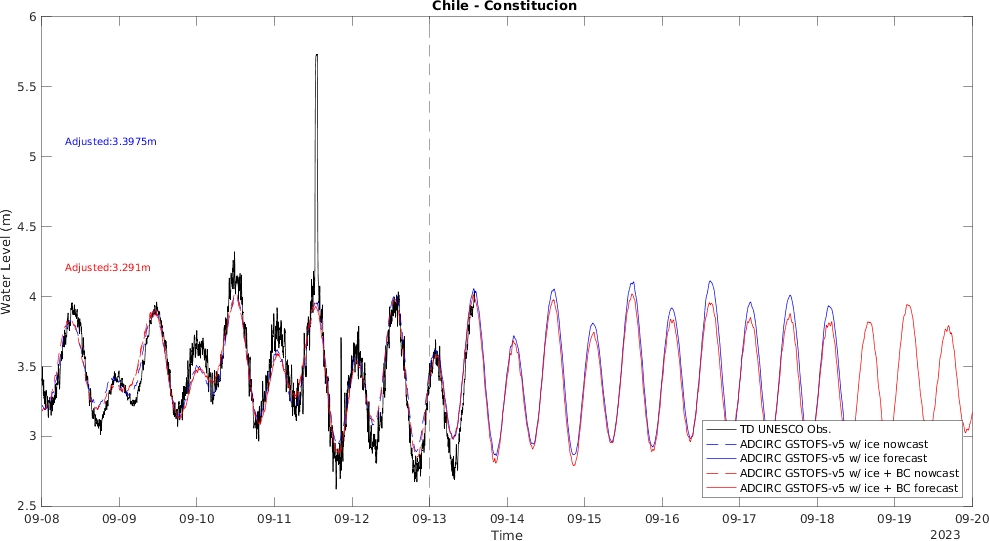 Chile - Constitucion
6
5.5
5
4.5
4
3.5
3
2.5
Water Level (m)
Adjusted:3.3975m
Adjusted:3.291m
TD UNESCO Obs.
ADCIRC GSTOFS-v5 w/ ice nowcast
ADCIRC GSTOFS-v5 w/ ice forecast
ADCIRC GSTOFS-v5 w/ ice + BC nowcast
ADCIRC GSTOFS-v5 w/ ice + BC forecast
09-08 09-09 09-10 09-11 09-12 09-13 09-14 09-15 09-16 09-17 09-18 09-19 09-20
Time
2023